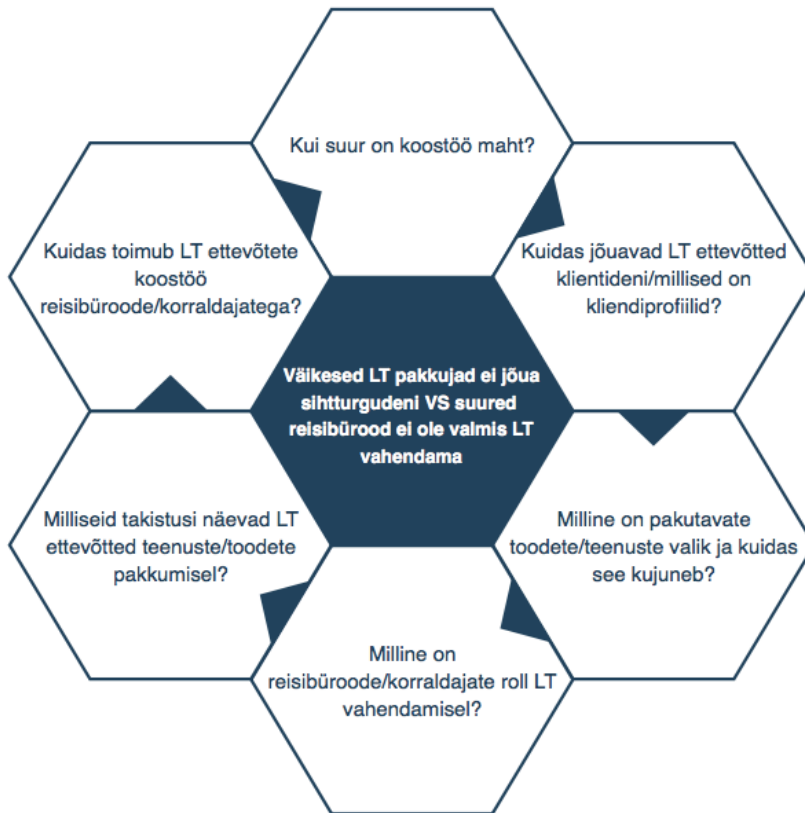 Kui suur on koostöö maht?
Kuidas jõuavad LT ettevõtted
klientideni/millised on
kliendiprofiilid?
Milline on pakutavate
toodete/teenuste valik ja kuidas
see kujuneb?
Milline on
reisibüroode/korraldajate roll LT
vahendamisel?
Milliseid takistusi näevad LT
ettevõtted teenuste/toodete
pakkumisel?
Kuidas toimub LT ettevõtete
koostöö
reisibüroode/korraldajatega?
Väikesed LT pakkujad ei jõua
sihtturgudeni VS suured
reisibürood ei ole valmis LT
vahendama